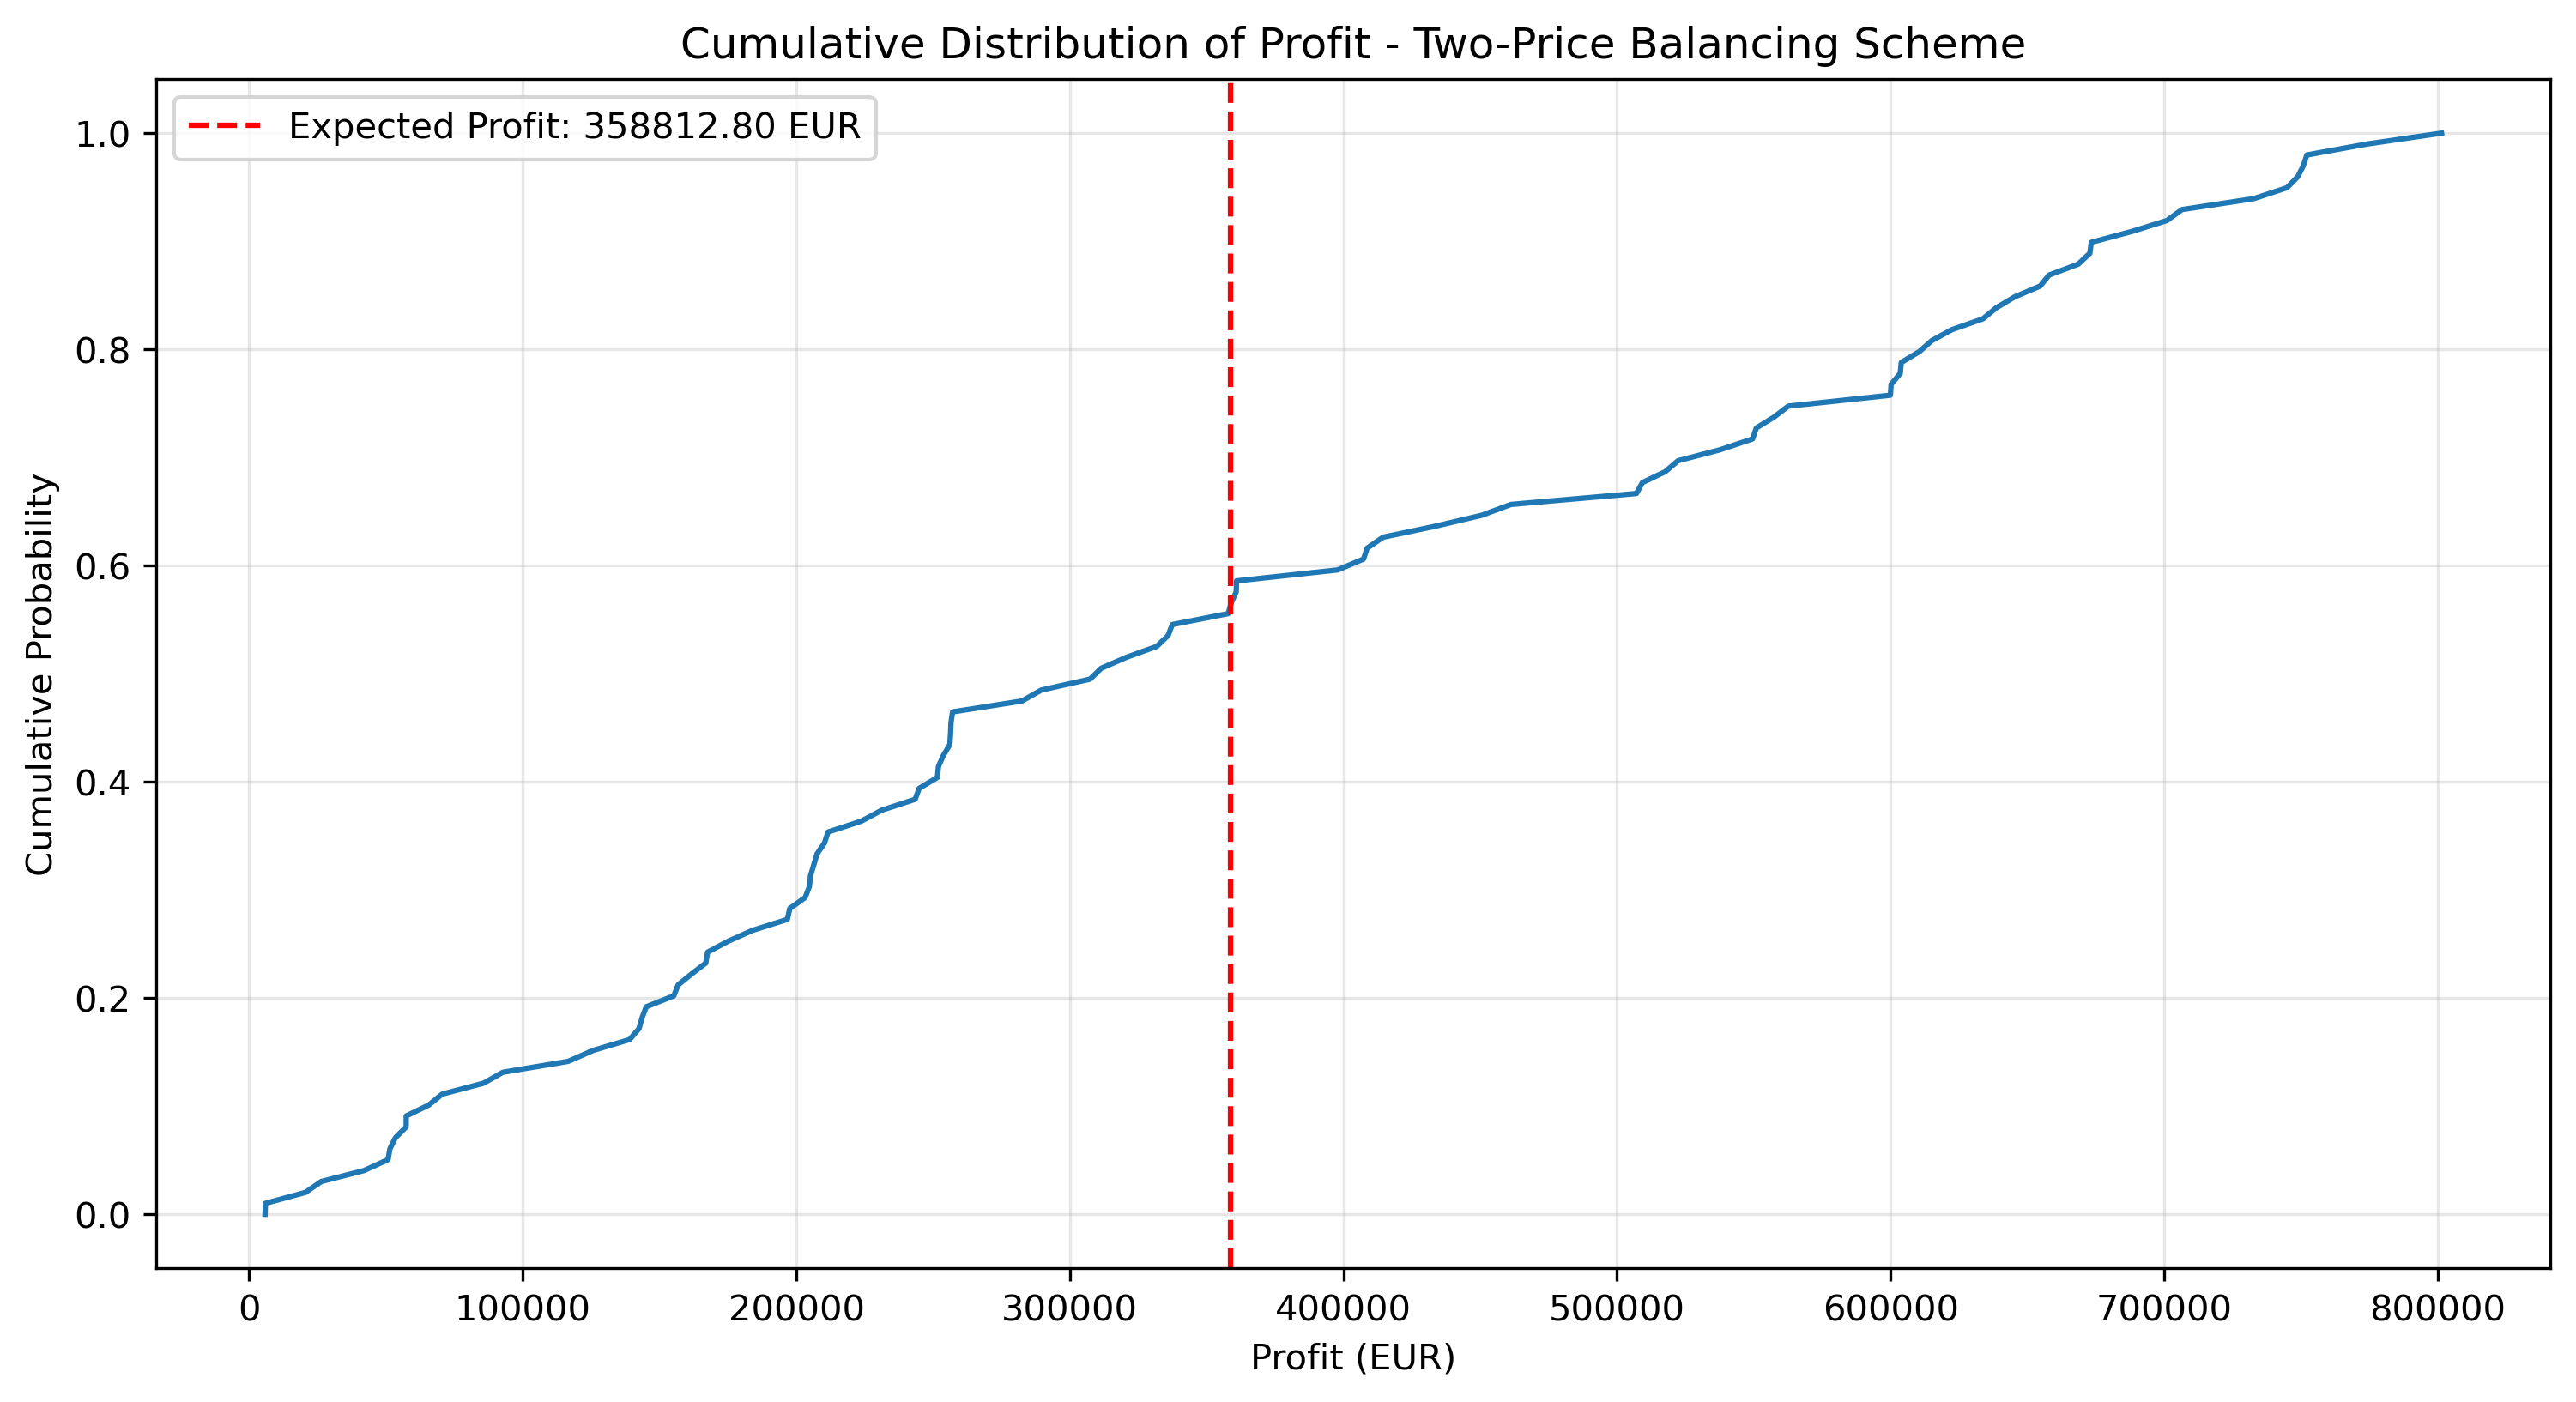 Cumulative Distribution of Profit - Two-Price Balancing Scheme
Expected Profit: 358812.80 EUR
Cumulative Probability
1.0
0.8
0.6
0.4
0.2
0.0
0 100000 200000 300000 400000 500000 600000 700000 800000
Profit (EUR)